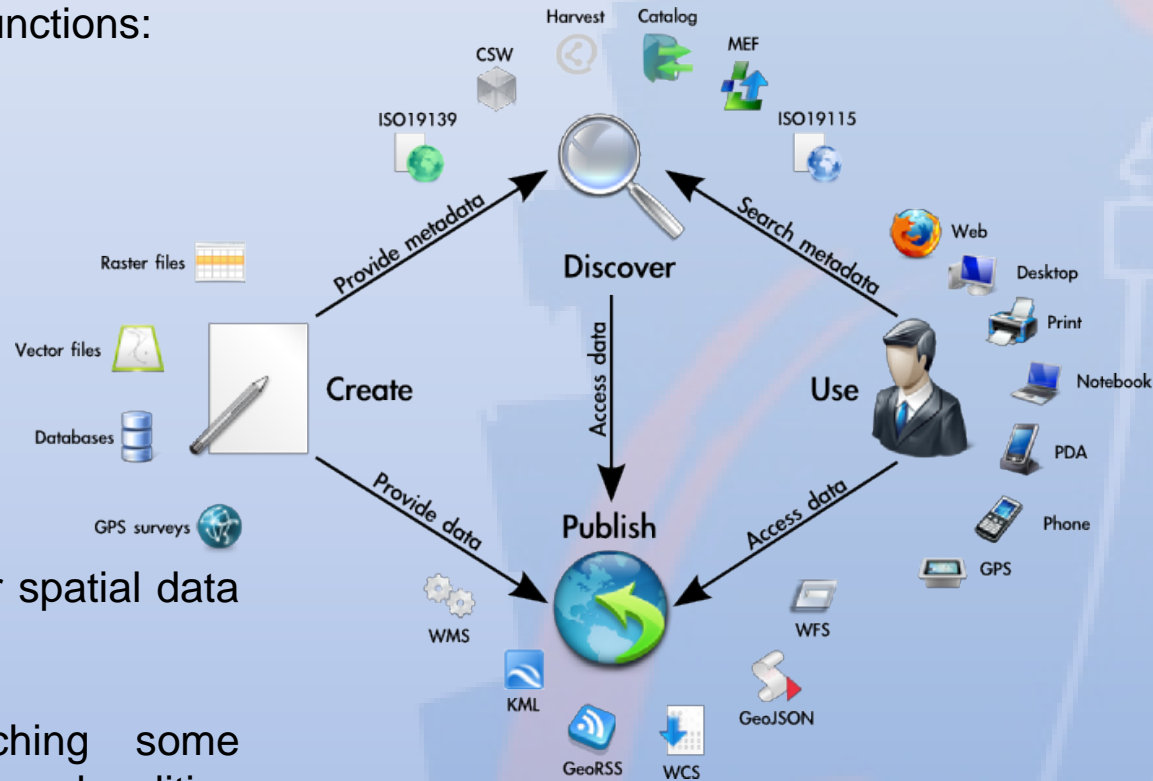 unctions:
Harvest
Catalog
CSW
MEF
ISO19139
ISO19115
Provide metadata
Search metadata
Web
Raster files
Discover
Desktop
Print
Vector files
Create
Access data
Use
Notebook
Databases
PDA
Provide data
Publish
Access data
Phone
GPS surveys
GPS
r spatial data
WMS
WFS
KML
GeoJSON
ching some
GeoRSS
WCS